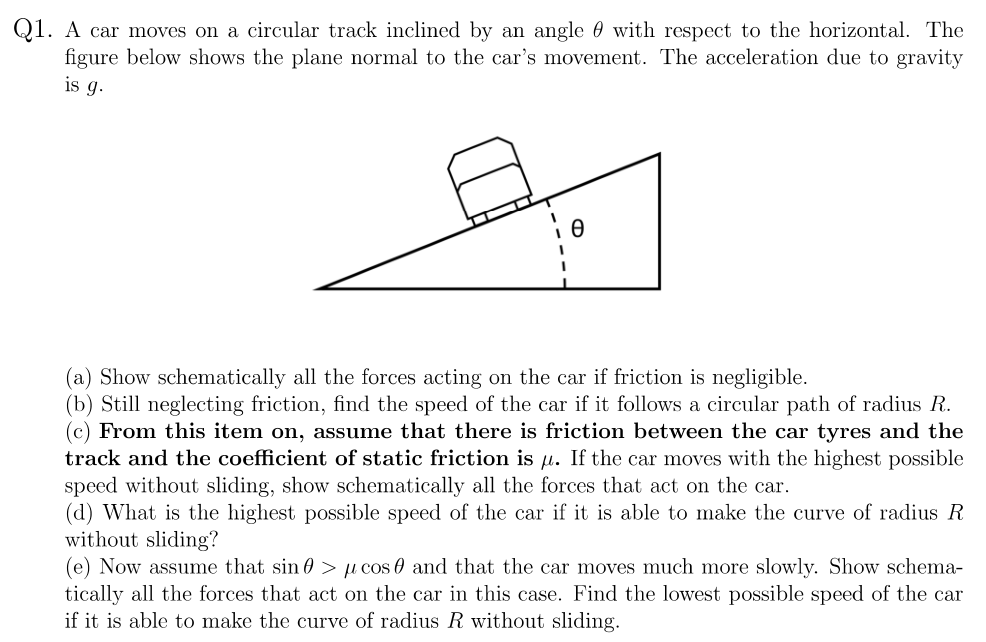 Q1. A car moves on a circular track inclined by an angle θ with respect to the horizontal. The
figure below shows the plane normal to the car's movement. The acceleration due to gravity
is g.
θ
(a) Show schematically all the forces acting on the car if friction is negligible.
(b) Still neglecting friction, find the speed of the car if it follows a circular path of radius R.
(c) From this item on, assume that there is friction between the car tyres and the
track and the coefficient of static friction is μ. If the car moves with the highest possible
speed without sliding, show schematically all the forces that act on the car.
(d) What is the highest possible speed of the car if it is able to make the curve of radius R
without sliding?
(e) Now assume that sin θ > μ cos θ and that the car moves much more slowly. Show schema-
tically all the forces that act on the car in this case. Find the lowest possible speed of the car
if it is able to make the curve of radius R without sliding.